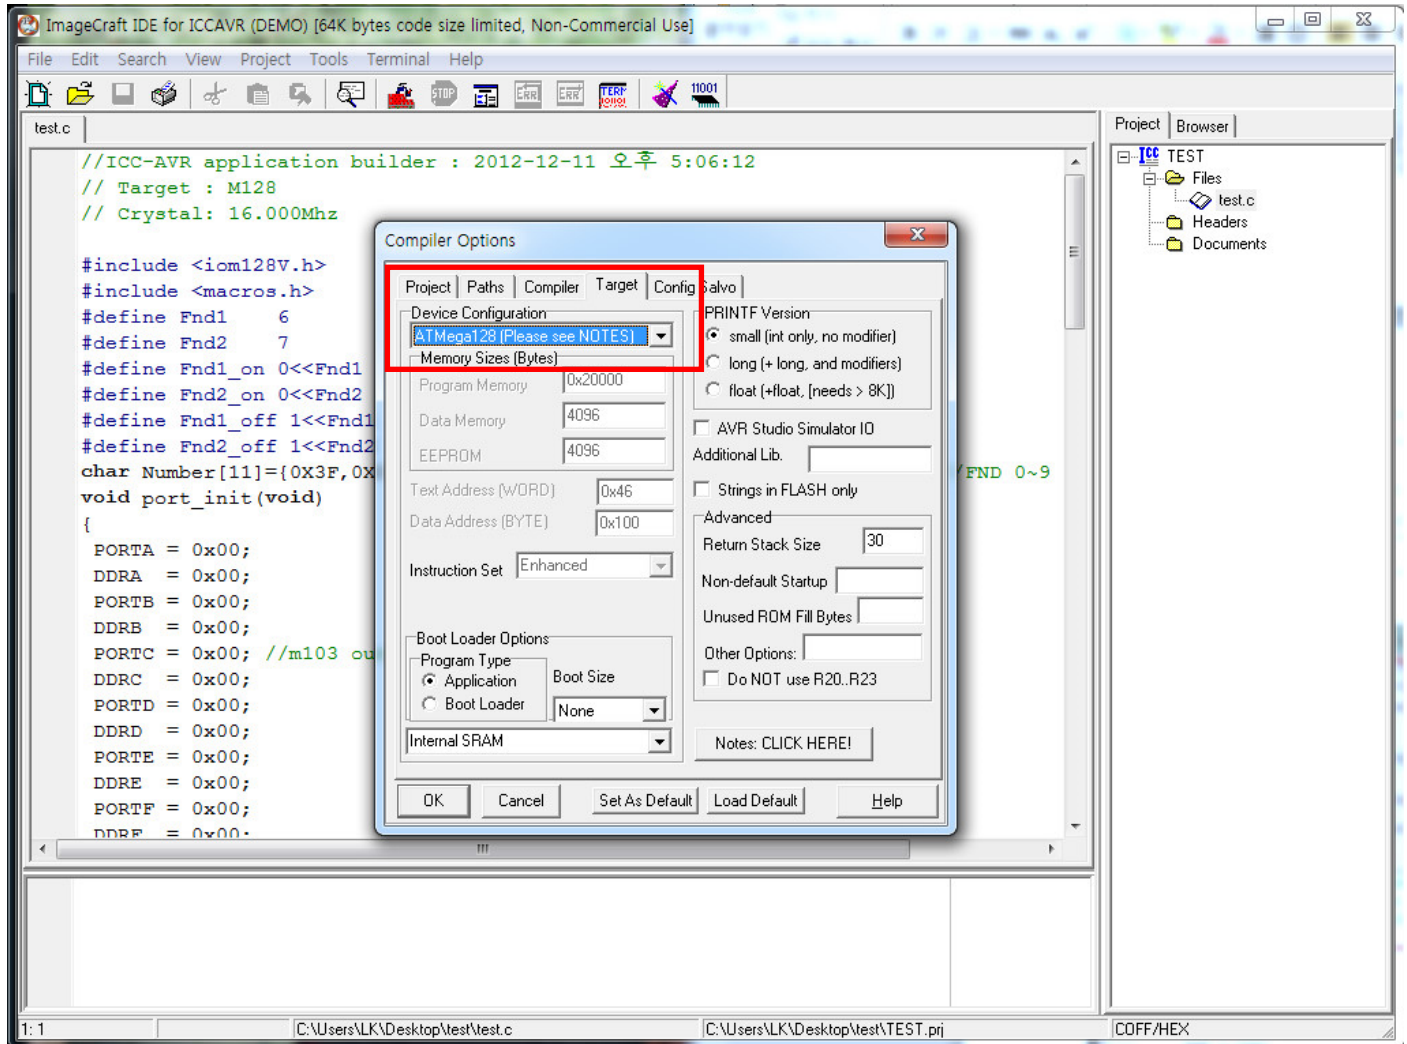 ImageCraft IDE for ICCAVR (DEMO) [64K bytes code size limited, Non-Commercial Use]
File Edit Search View Project Tools Terminal Help
STOP ERR ERR TERM 10101 11001
test.c
Project Browser
//ICC-AVR application builder : 2012-12-11 오후 5:06:12
// Target : M128
// Crystal: 16.000Mhz
#include <iom128V.h>
#include <macros.h>
#define Fnd1 6
#define Fnd2 7
#define Fnd1_on 0<<Fnd1
#define Fnd2_on 0<<Fnd2
#define Fnd1_off 1<<Fnd1
#define Fnd2_off 1<<Fnd2
char Number[11]={0X3F,0X
/FND 0~9
void port_init(void)
{
PORTA = 0x00;
DDRA = 0x00;
PORTB = 0x00;
DDRB = 0x00;
PORTC = 0x00; //m103 ou
DDRC = 0x00;
PORTD = 0x00;
DDRD = 0x00;
PORTE = 0x00;
DDRE = 0x00;
PORTF = 0x00;
DDRF = 0x00;
Compiler Options
Project Paths Compiler Target Config Salvo
Device Configuration
ATMega128 (Please see NOTES)
Memory Sizes (Bytes)
Program Memory 0x20000
Data Memory 4096
EEPROM 4096
Text Address (WORD) 0x46
Data Address (BYTE) 0x100
Instruction Set Enhanced
Boot Loader Options
Program Type
Application
Boot Loader
Boot Size
None
Internal SRAM
PRINTF Version
small (int only, no modifier)
long (+ long, and modifiers)
float (+float, [needs > 8K])
AVR Studio Simulator IO
Additional Lib.
Strings in FLASH only
Advanced
Return Stack Size 30
Non-default Startup
Unused ROM Fill Bytes
Other Options:
Do NOT use R20..R23
Notes: CLICK HERE!
OK Cancel Set As Default Load Default Help
ICC TEST
Files
test.c
Headers
Documents
1: 1
C:\Users\LK\Desktop\test\test.c
C:\Users\LK\Desktop\test\TEST.prj
COFF/HEX